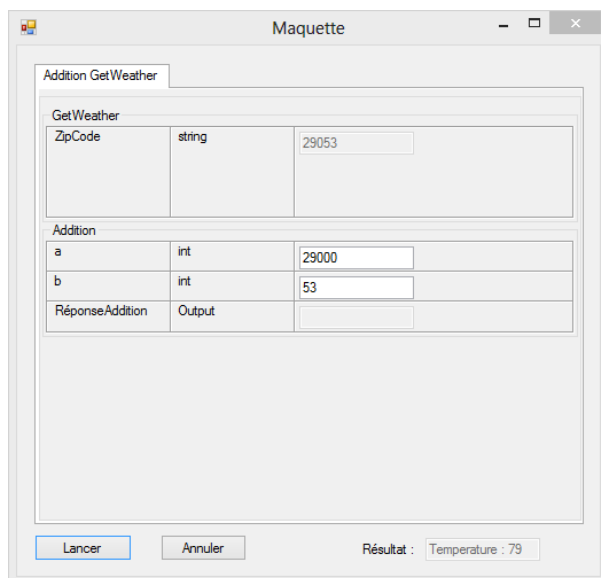 Maquette
Addition GetWeather
GetWeather
ZipCode string 29053
Addition
a int 29000
b int 53
RéponseAddition Output
Lancer Annuler Résultat : Temperature : 79